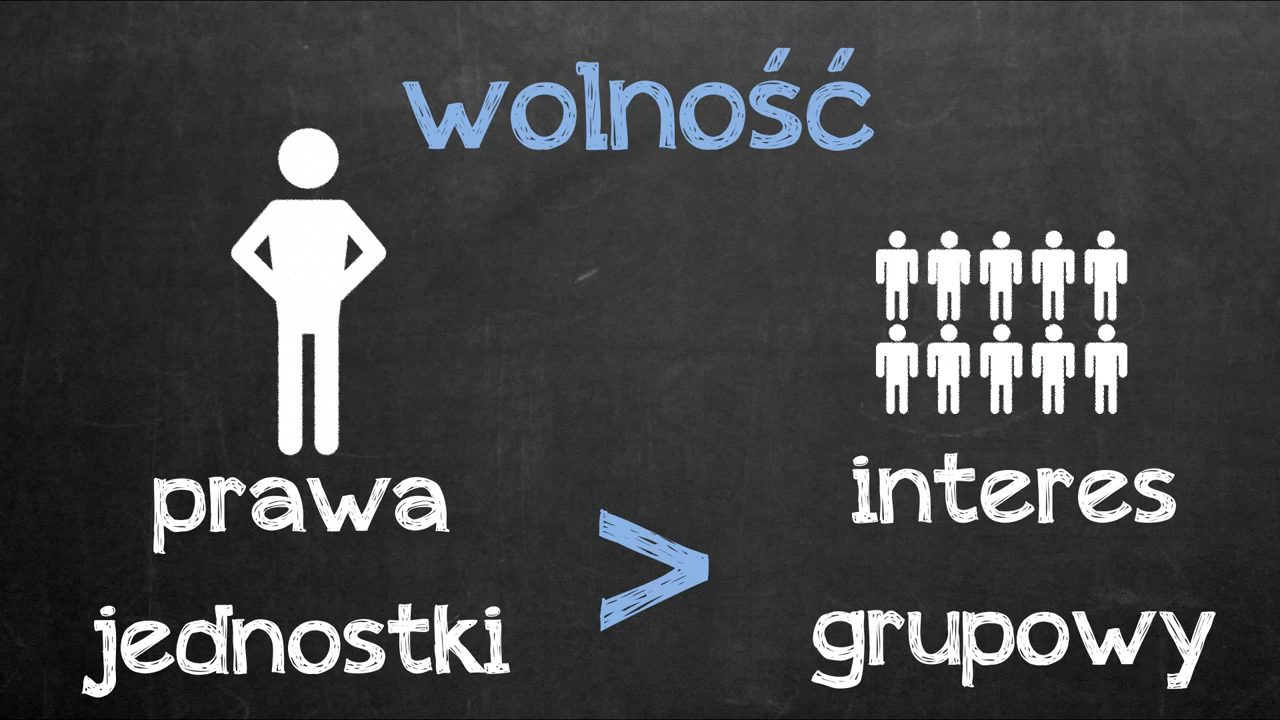 wolność
prawa
jednostki
>
interes
grupowy